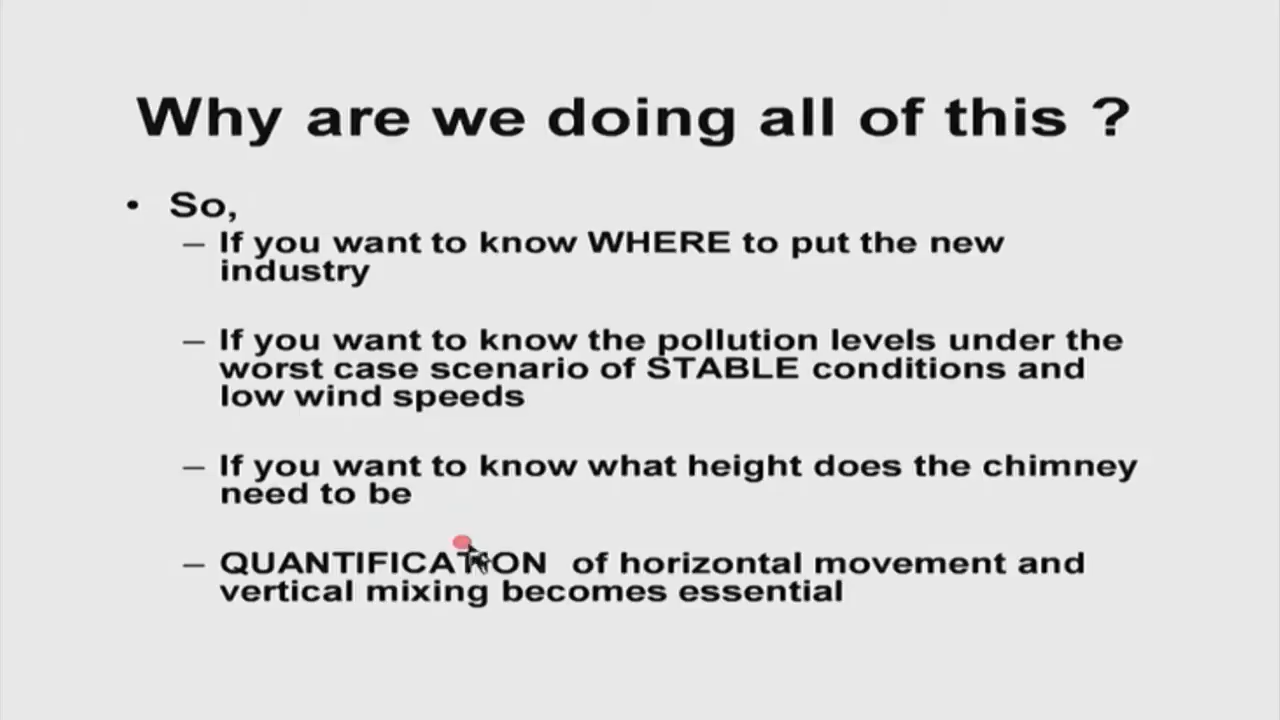 Why are we doing all of this ?
• So,
– If you want to know WHERE to put the new
industry
– If you want to know the pollution levels under the
worst case scenario of STABLE conditions and
low wind speeds
– If you want to know what height does the chimney
need to be
– QUANTIFICATION of horizontal movement and
vertical mixing becomes essential